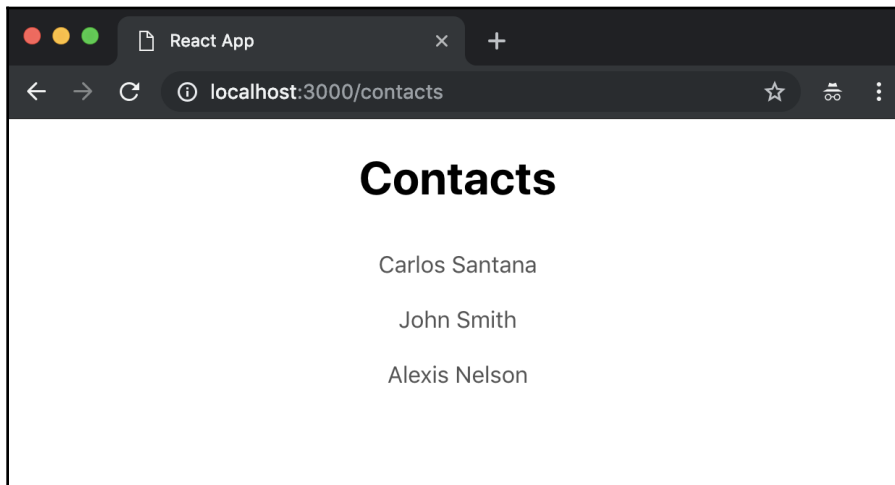 React App
localhost:3000/contacts
Contacts
Carlos Santana
John Smith
Alexis Nelson